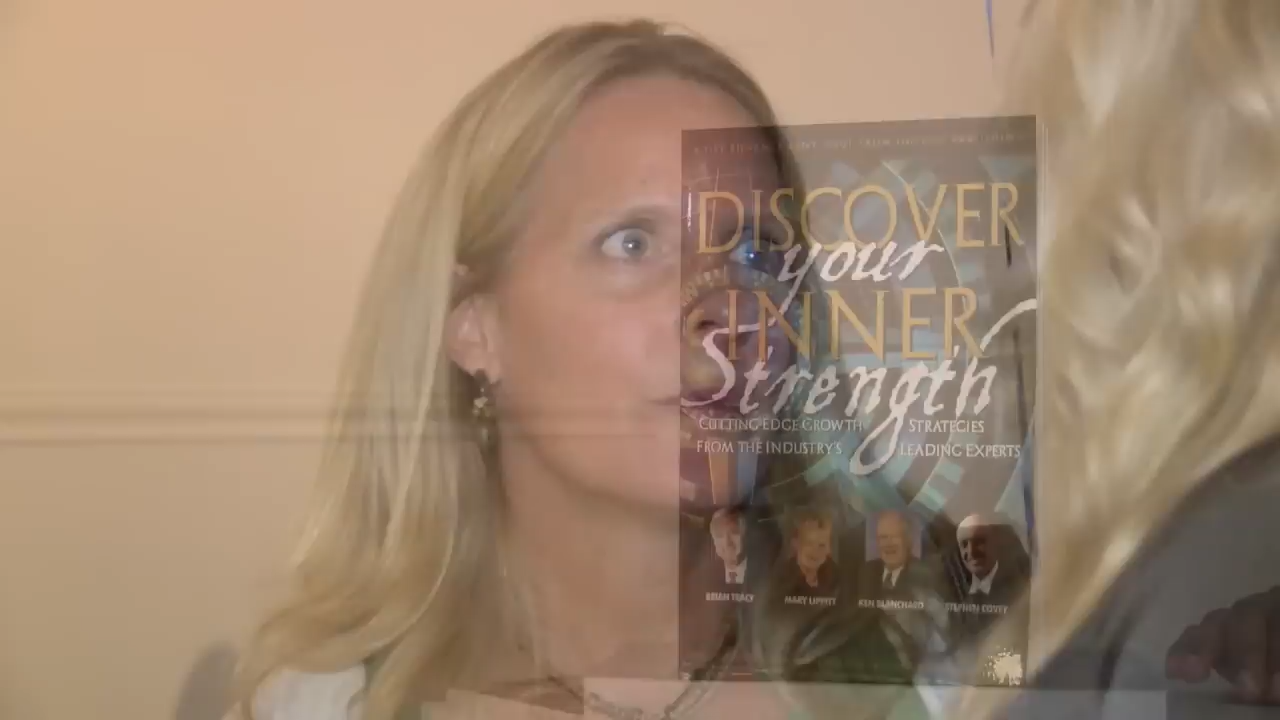 DISCOVER
your
INNER
Strength
CUTTING EDGE GROWTH STRATEGIES
FROM THE INDUSTRY'S LEADING EXPERTS
BRIAN TRACY MARY LIPPITT KEN BLANCHARD STEPHEN COVEY